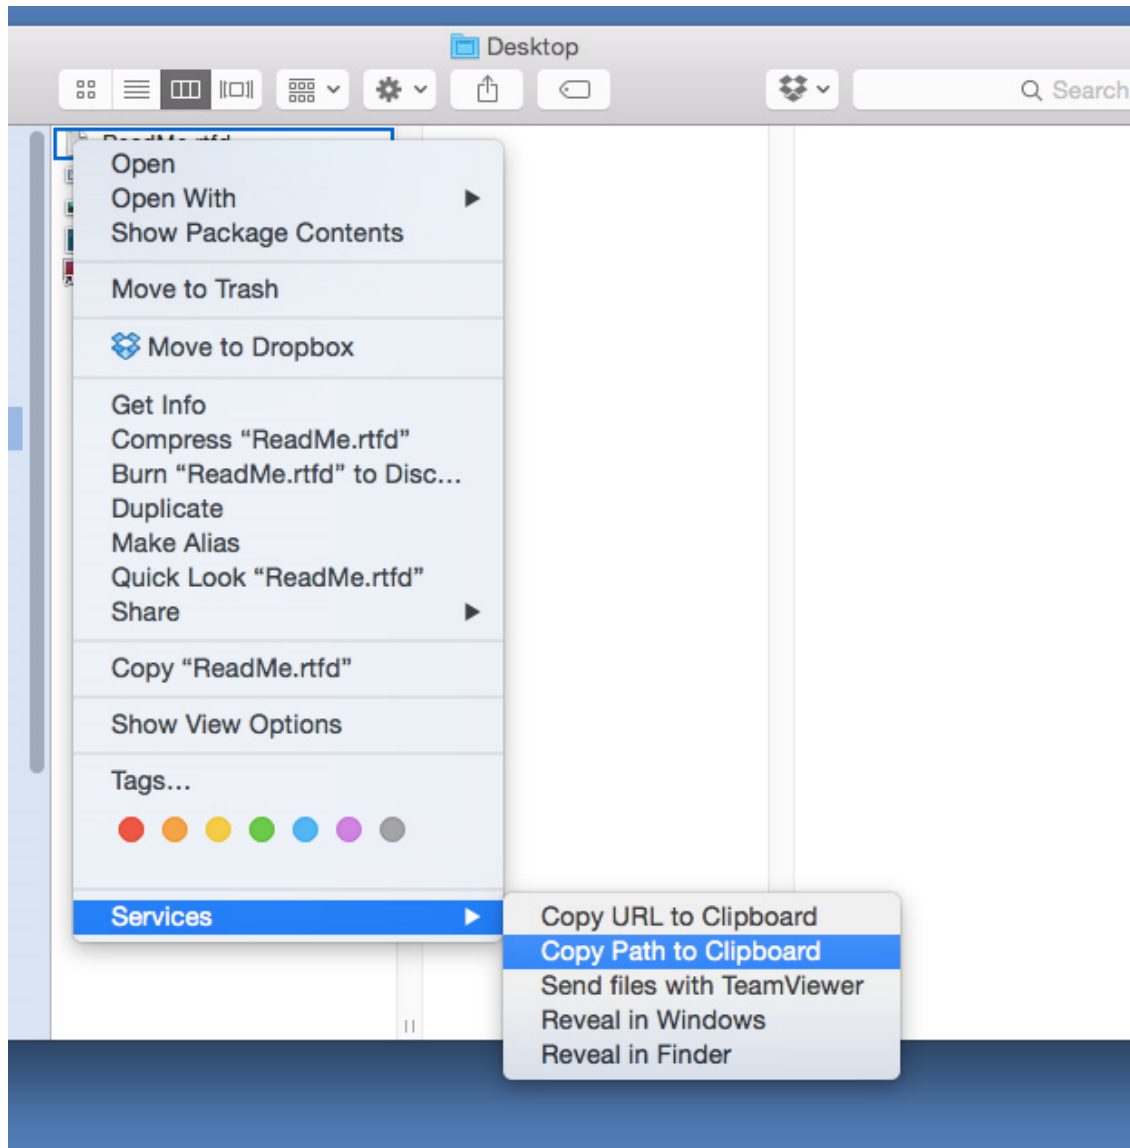 Desktop
Search
ReadMe.rtfd
Open
Open With
Show Package Contents
Move to Trash
Move to Dropbox
Get Info
Compress “ReadMe.rtfd”
Burn “ReadMe.rtfd” to Disc...
Duplicate
Make Alias
Quick Look “ReadMe.rtfd”
Share
Copy “ReadMe.rtfd”
Show View Options
Tags...
Services
Copy URL to Clipboard
Copy Path to Clipboard
Send files with TeamViewer
Reveal in Windows
Reveal in Finder